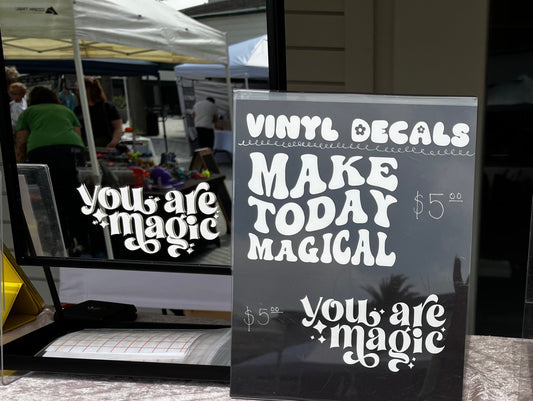 you are
magic
VINYL DECALS
MAKE
TODAY
MAGICAL
$5.00
$5.00
you are
magic